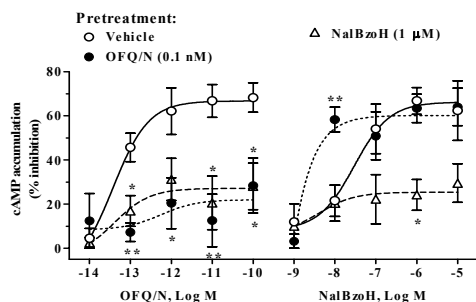 Pretreatment:
Vehicle
OFQ/N (0.1 nM)
NalBzoH (1 μM)
cAMP accumulation
(% inhibition)
80
60
40
20
0
**
*
*
*
*
**
*
**
*
*
-14 -13 -12 -11 -10 -9 -8 -7 -6 -5
OFQ/N, Log M NalBzoH, Log M